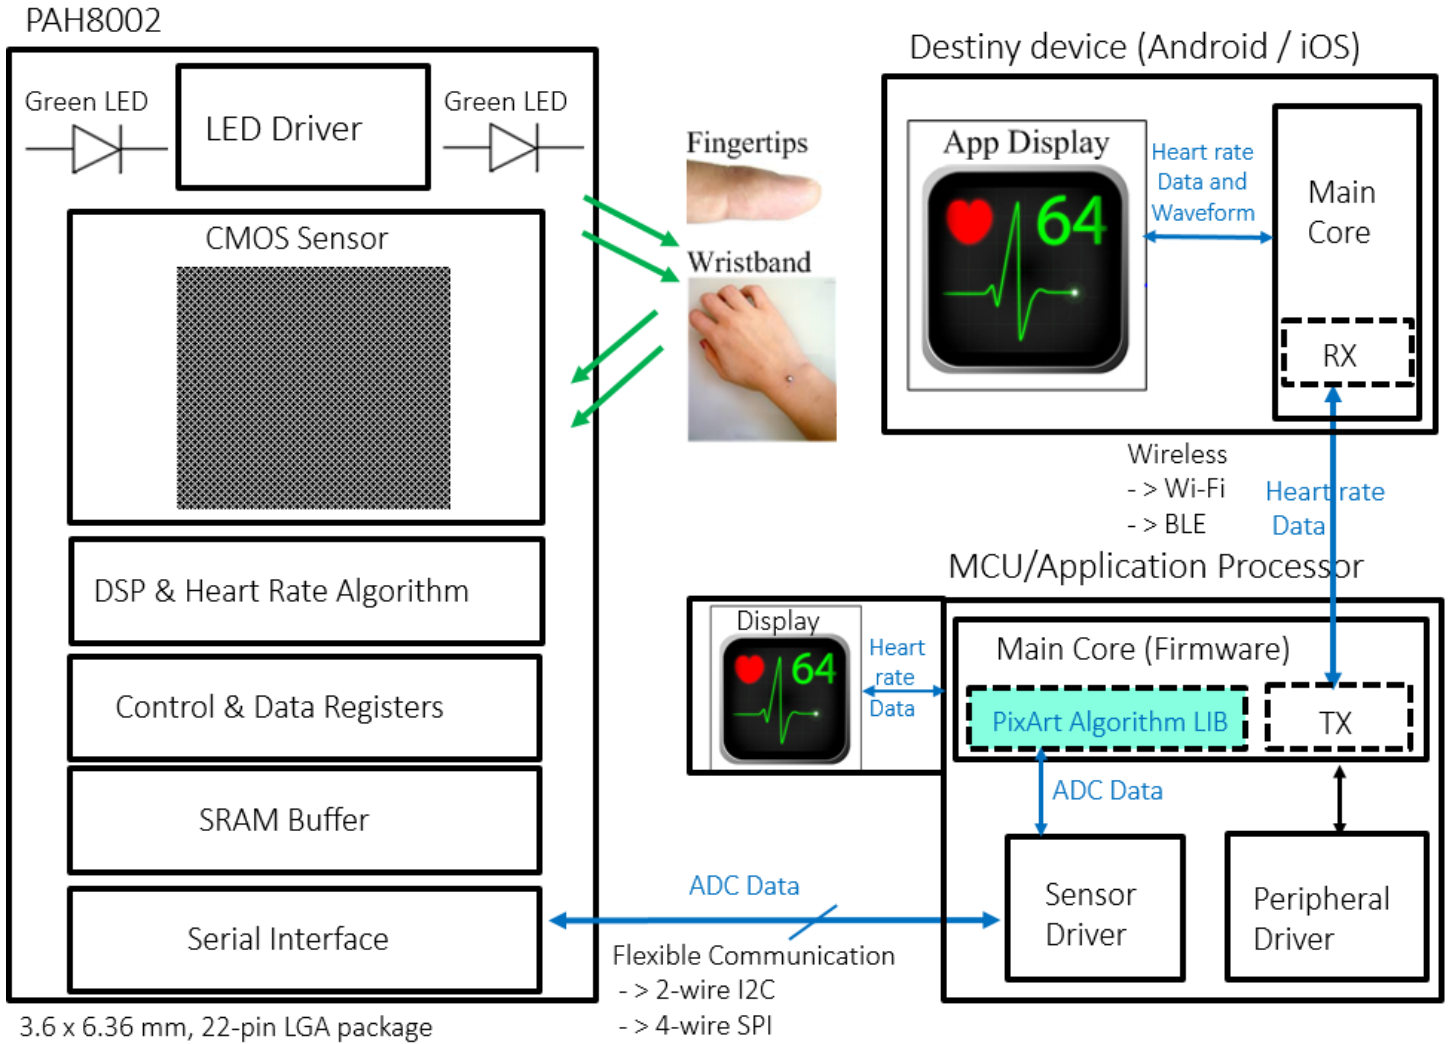 PAH8002
Green LED
LED Driver
Green LED
CMOS Sensor
DSP & Heart Rate Algorithm
Control & Data Registers
SRAM Buffer
Serial Interface
3.6 x 6.36 mm, 22-pin LGA package
Fingertips
Wristband
Destiny device (Android / iOS)
App Display
64
Heart rate
Data and
Waveform
Main
Core
RX
Wireless
- > Wi-Fi
- > BLE
Heart rate
Data
MCU/Application Processor
Display
64
Heart
rate
Data
Main Core (Firmware)
PixArt Algorithm LIB
TX
ADC Data
Sensor
Driver
Peripheral
Driver
ADC Data
Flexible Communication
- > 2-wire I2C
- > 4-wire SPI